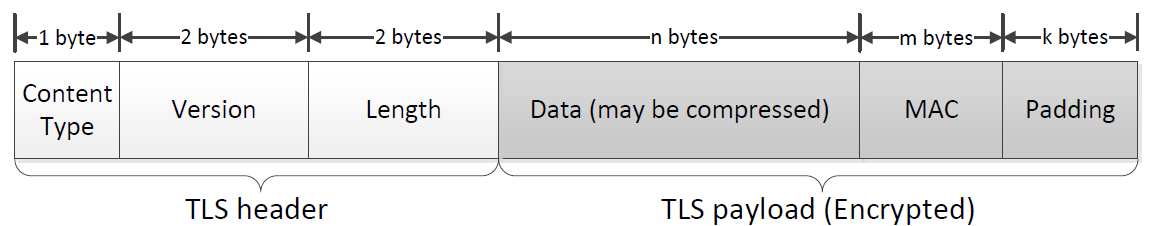 1 byte 2 bytes 2 bytes n bytes m bytes k bytes
Content
Type
Version
Length
Data (may be compressed)
MAC
Padding
TLS header
TLS payload (Encrypted)